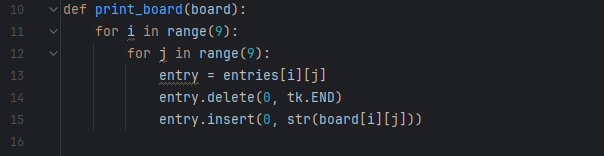 10 def print_board(board):
11     for i in range(9):
12         for j in range(9):
13             entry = entries[i][j]
14             entry.delete(0, tk.END)
15             entry.insert(0, str(board[i][j]))
16